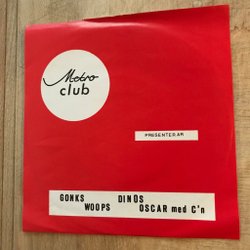 Metro
club
PRESENTERAR
GONKS DINOS
WOOPS OSCAR med C'n